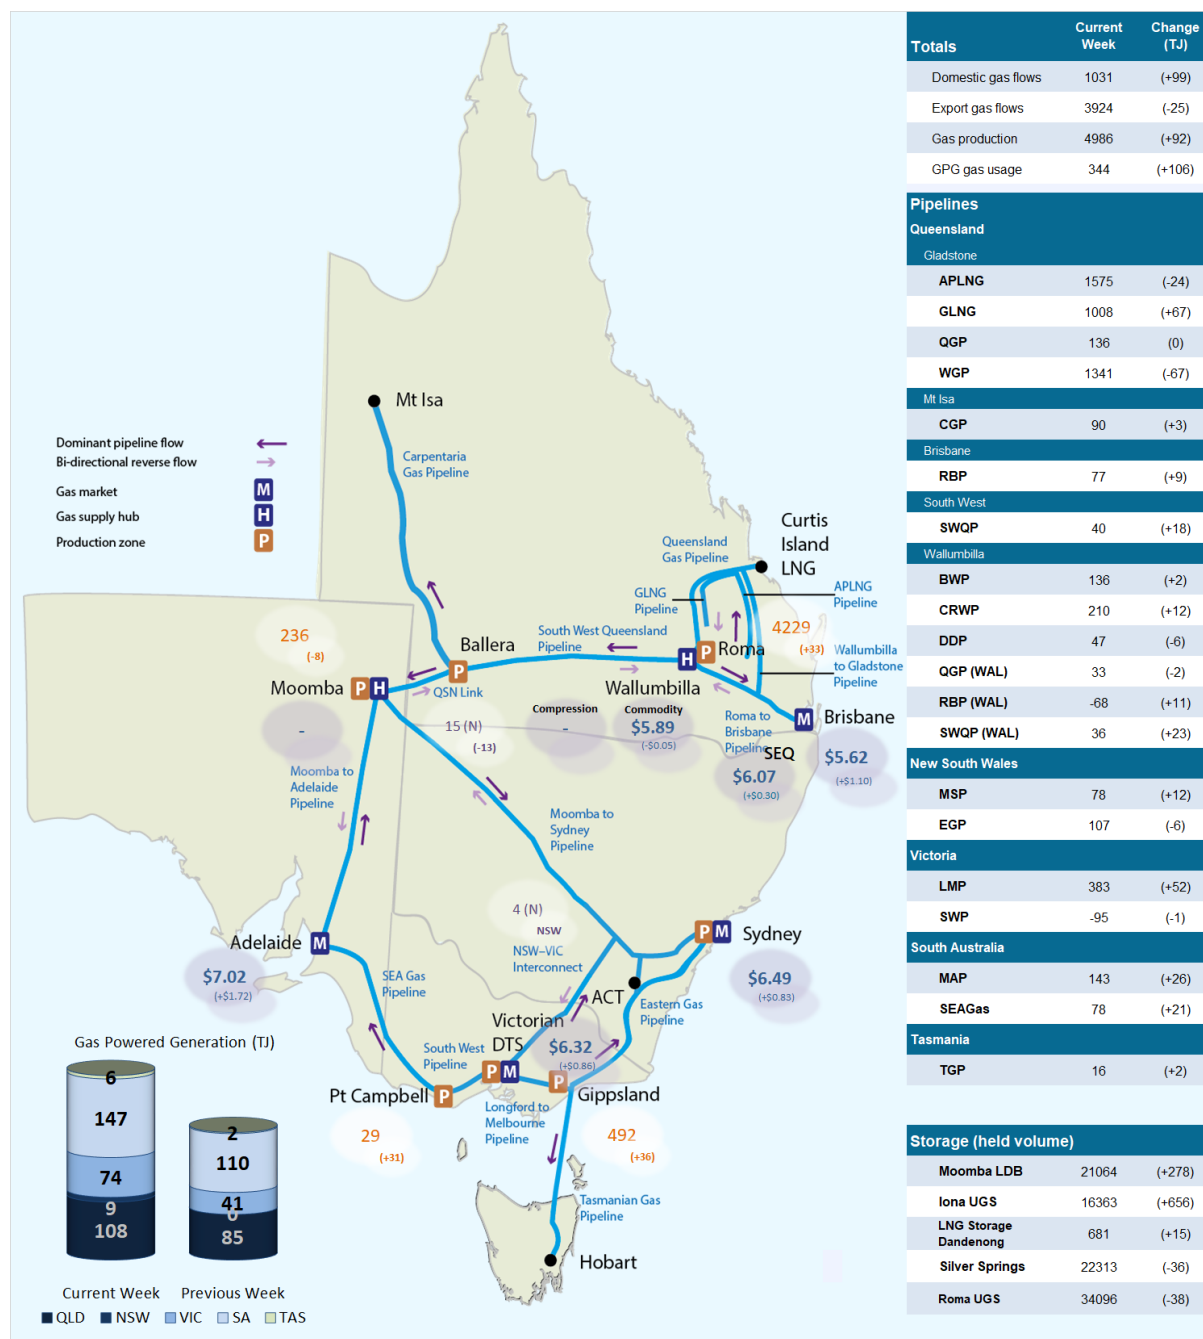 Mt Isa
Dominant pipeline flow
Bi-directional reverse flow
Gas market M
Gas supply hub H
Production zone P
Carpentaria
Gas Pipeline
Curtis
Island
LNG
Queensland
Gas Pipeline
GLNG
Pipeline
APLNG
Pipeline
4229
(+33)
236
(-8)
Ballera
P
South West Queensland
Pipeline
H P Roma
Wallumbilla
to Gladstone
Pipeline
Moomba P H
QSN Link
Wallumbilla
-
15 (N)
(-13)
Compression
-
Commodity
$5.89
(-$0.05)
Roma to
Brisbane
Pipeline
M Brisbane
SEQ
$6.07
(+$0.30)
$5.62
(+$1.10)
Moomba to
Adelaide
Pipeline
Moomba to
Sydney
Pipeline
4 (N)
NSW
NSW–VIC
Interconnect
P M Sydney
$6.49
(+$0.83)
Adelaide M
$7.02
(+$1.72)
SEA Gas
Pipeline
ACT
Eastern Gas
Pipeline
Victorian
DTS
P M
$6.32
(+$0.86)
South West
Pipeline
Pt Campbell P
29
(+31)
Longford to
Melbourne
Pipeline
P
Gippsland
492
(+36)
Tasmanian Gas
Pipeline
Hobart
Gas Powered Generation (TJ)
6
147
74
9
108
2
110
41
85
Current Week Previous Week
QLD NSW VIC SA TAS
Totals Current Week Change (TJ)
Domestic gas flows 1031 (+99)
Export gas flows 3924 (-25)
Gas production 4986 (+92)
GPG gas usage 344 (+106)
Pipelines
Queensland
Gladstone
APLNG 1575 (-24)
GLNG 1008 (+67)
QGP 136 (0)
WGP 1341 (-67)
Mt Isa
CGP 90 (+3)
Brisbane
RBP 77 (+9)
South West
SWQP 40 (+18)
Wallumbilla
BWP 136 (+2)
CRWP 210 (+12)
DDP 47 (-6)
QGP (WAL) 33 (-2)
RBP (WAL) -68 (+11)
SWQP (WAL) 36 (+23)
New South Wales
MSP 78 (+12)
EGP 107 (-6)
Victoria
LMP 383 (+52)
SWP -95 (-1)
South Australia
MAP 143 (+26)
SEAGas 78 (+21)
Tasmania
TGP 16 (+2)
Storage (held volume)
Moomba LDB 21064 (+278)
Iona UGS 16363 (+656)
LNG Storage
Dandenong 681 (+15)
Silver Springs 22313 (-36)
Roma UGS 34096 (-38)